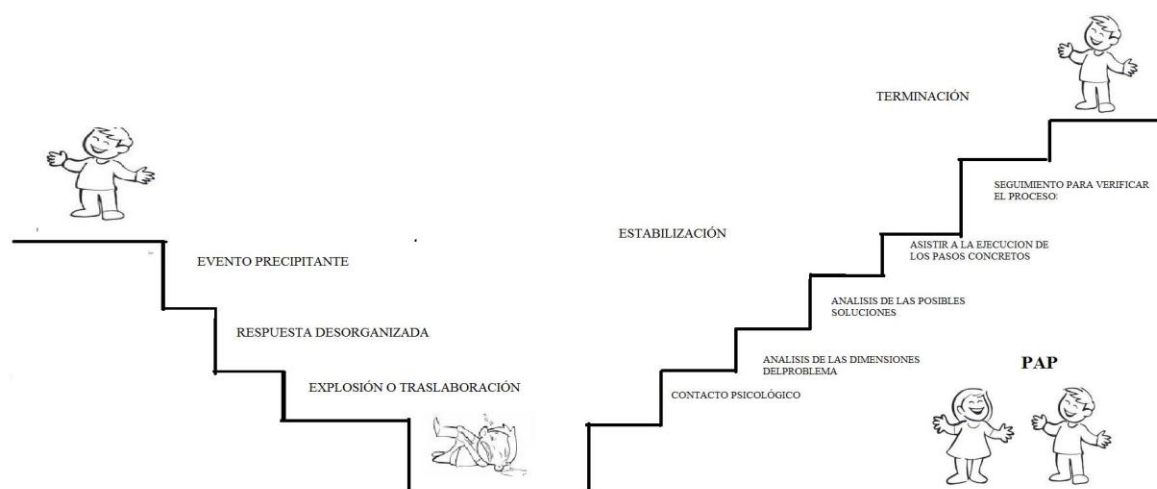 TERMINACIÓN
SEGUIMIENTO PARA VERIFICAR
EL PROCESO:
ESTABILIZACIÓN
ASISTIR A LA EJECUCION DE
LOS PASOS CONCRETOS
EVENTO PRECIPITANTE
ANALISIS DE LAS POSIBLES
SOLUCIONES
RESPUESTA DESORGANIZADA
ANALISIS DE LAS DIMENSIONES
DELPROBLEMA
PAP
EXPLOSIÓN O TRASLABORACIÓN
CONTACTO PSICOLÓGICO